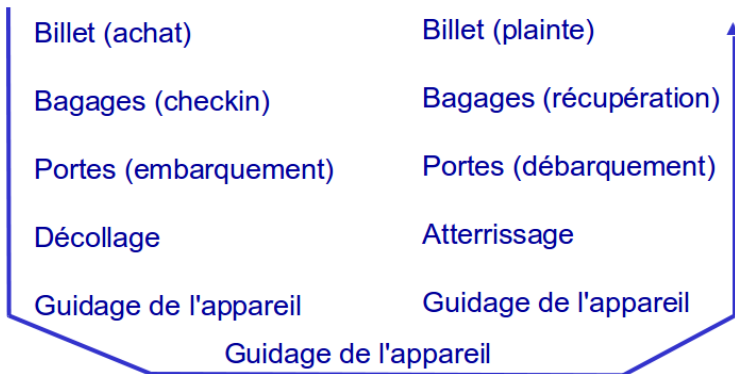 Billet (achat)
Billet (plainte)
Bagages (checkin)
Bagages (récupération)
Portes (embarquement)
Portes (débarquement)
Décollage
Atterrissage
Guidage de l'appareil
Guidage de l'appareil
Guidage de l'appareil